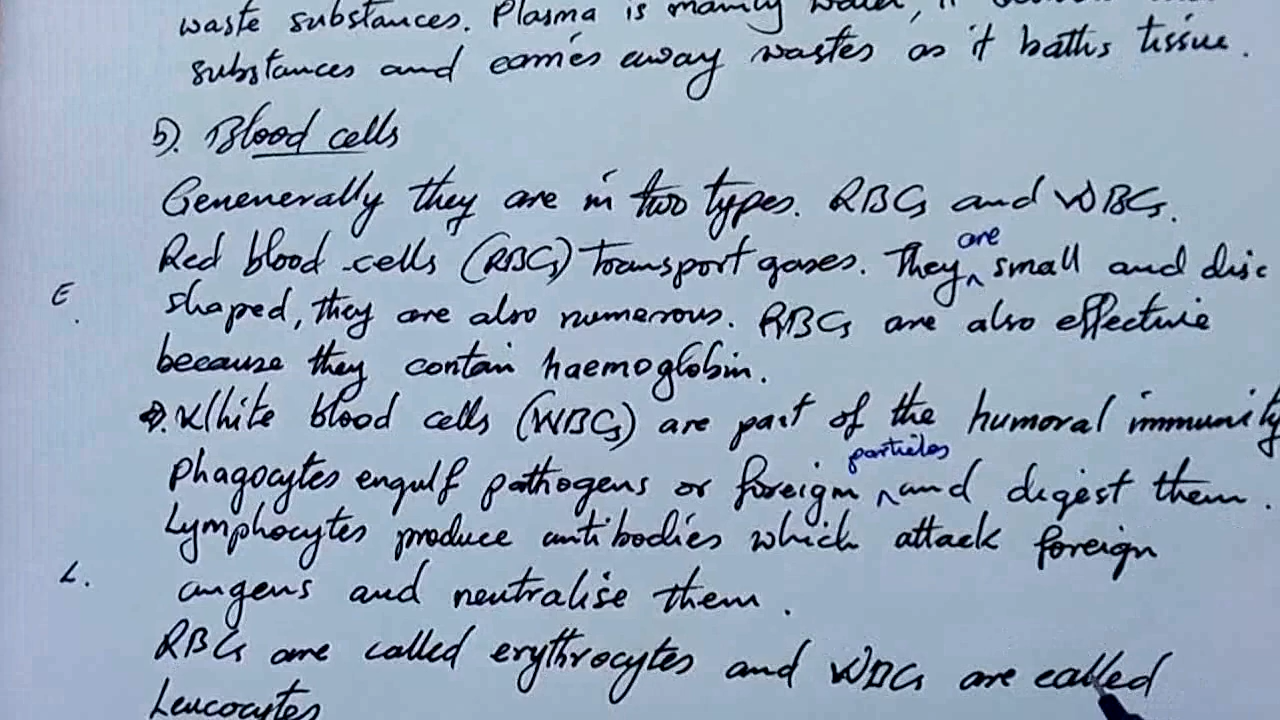 waste substances. Plasma is mainly water, it
substances and carries away wastes as it baths tissue.
5). Blood cells
Genenerally they are in two types. RBCs and WBCs.
Red blood cells (RBCs) transport gases. They are small and disc
E. shaped, they are also numerous. RBCs are also effective
because they contain haemoglobin.
White blood cells (WBCs) are part of the humoral immunity
Phagocytes engulf pathogens or foreign particles and digest them.
Lymphocytes produce antibodies which attack foreign
L. angens and neutralise them.
RBCs are called erythrocytes and WBCs are called
Leucocytes